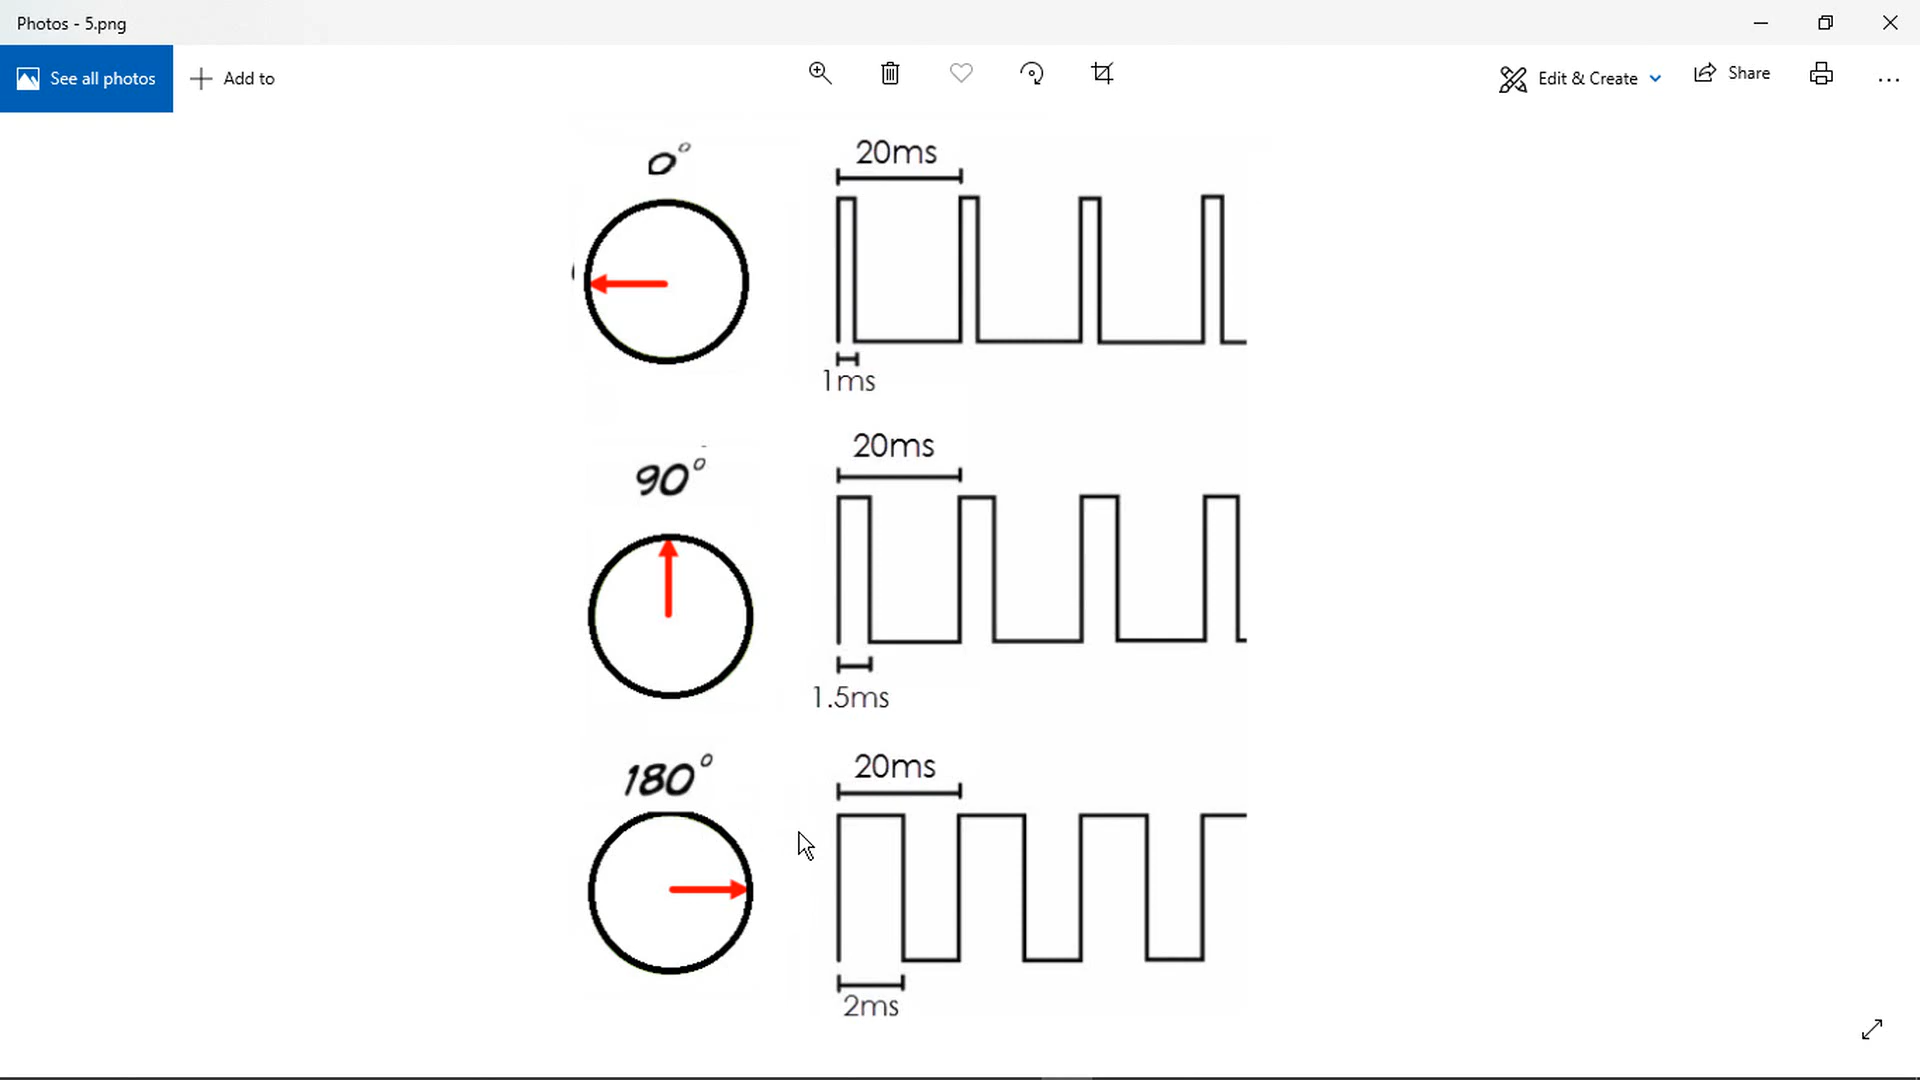 Photos - 5.png
See all photos
Add to
Edit & Create
Share
0°
20ms
1ms
90°
20ms
1.5ms
180°
20ms
2ms